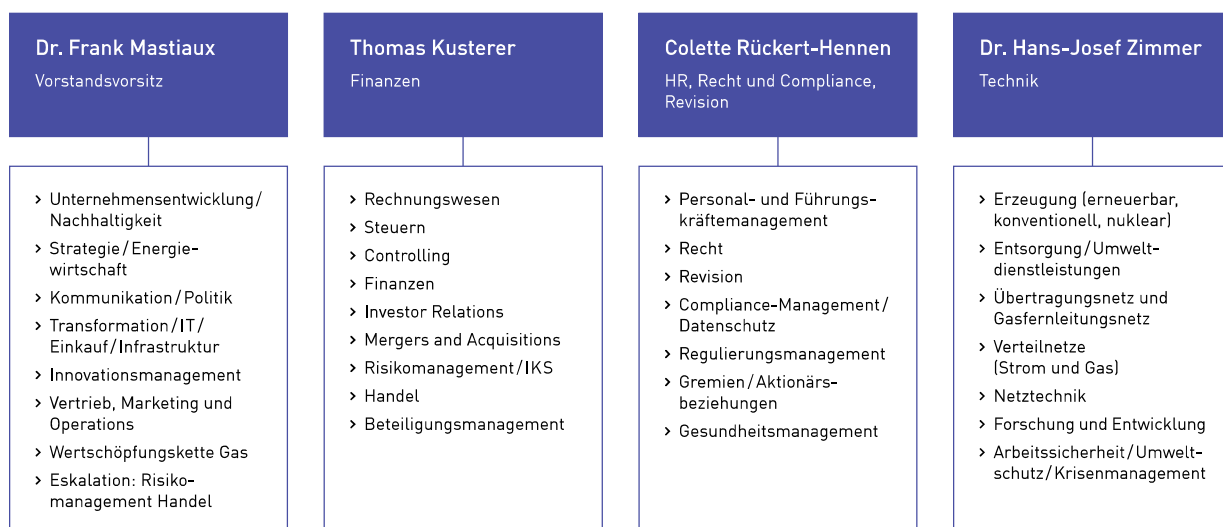 Dr. Frank Mastiaux
Vorstandsvorsitz
› Unternehmensentwicklung/
Nachhaltigkeit
› Strategie/Energie-
wirtschaft
› Kommunikation/Politik
› Transformation/IT/
Einkauf/Infrastruktur
› Innovationsmanagement
› Vertrieb, Marketing und
Operations
› Wertschöpfungskette Gas
› Eskalation: Risiko-
management Handel
Thomas Kusterer
Finanzen
› Rechnungswesen
› Steuern
› Controlling
› Finanzen
› Investor Relations
› Mergers and Acquisitions
› Risikomanagement/IKS
› Handel
› Beteiligungsmanagement
Colette Rückert-Hennen
HR, Recht und Compliance,
Revision
› Personal- und Führungs-
kräftemanagement
› Recht
› Revision
› Compliance-Management/
Datenschutz
› Regulierungsmanagement
› Gremien/Aktionärs-
beziehungen
› Gesundheitsmanagement
Dr. Hans-Josef Zimmer
Technik
› Erzeugung (erneuerbar,
konventionell, nuklear)
› Entsorgung/Umwelt-
dienstleistungen
› Übertragungsnetz und
Gasfernleitungsnetz
› Verteilnetze
(Strom und Gas)
› Netztechnik
› Forschung und Entwicklung
› Arbeitssicherheit/Umwelt-
schutz/Krisenmanagement